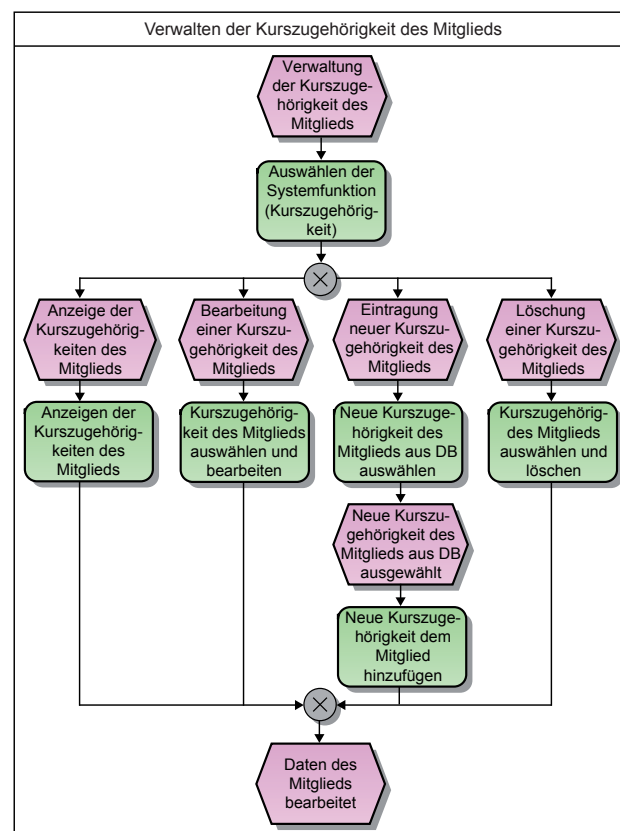 Verwalten der Kurszugehörigkeit des Mitglieds
Verwaltung
der Kurszuge-
hörigkeit des
Mitglieds
Auswählen der
Systemfunktion
(Kurszugehörig-
keit)
Anzeige der
Kurszugehörig-
keiten des
Mitglieds
Bearbeitung
einer Kurszu-
gehörigkeit des
Mitglieds
Eintragung
neuer Kurszu-
gehörigkeit des
Mitglieds
Löschung
einer Kurszu-
gehörigkeit des
Mitglieds
Anzeigen der
Kurszugehörig-
keiten des
Mitglieds
Kurszugehörig-
keit des Mitglieds
auswählen und
bearbeiten
Neue Kurszuge-
hörigkeit des
Mitglieds aus DB
auswählen
Kurszugehörig-
des Mitglieds
auswählen und
löschen
Neue Kurszu-
gehörigkeit des
Mitglieds aus DB
ausgewählt
Neue Kurszuge-
hörigkeit dem
Mitglied
hinzufügen
Daten des
Mitglieds
bearbeitet